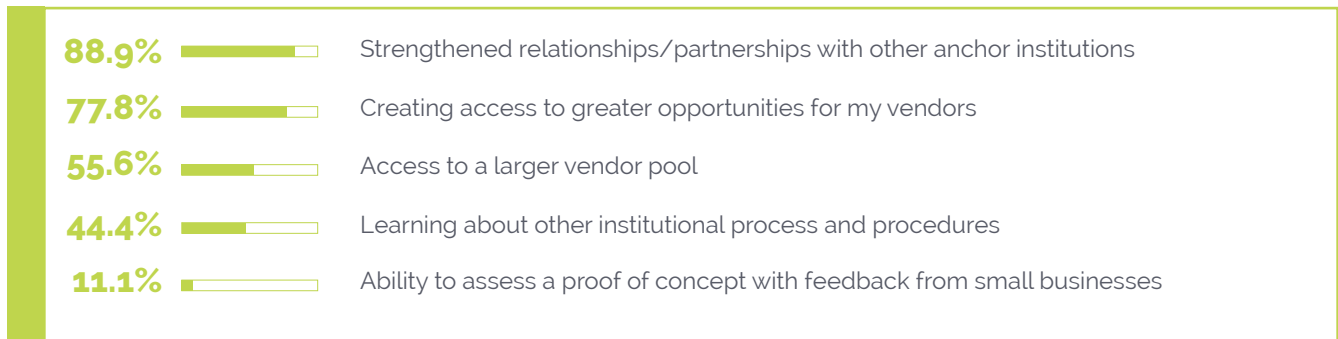 88.9% Strengthened relationships/partnerships with other anchor institutions
77.8% Creating access to greater opportunities for my vendors
55.6% Access to a larger vendor pool
44.4% Learning about other institutional process and procedures
11.1% Ability to assess a proof of concept with feedback from small businesses